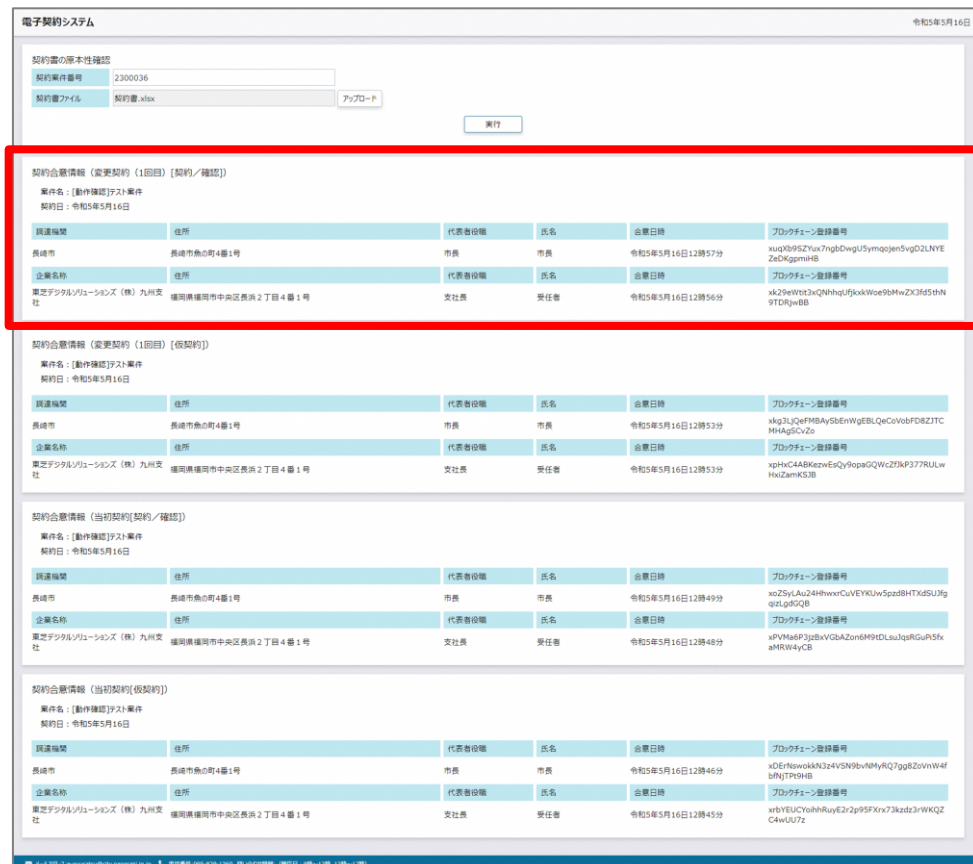 電子契約システム
令和5年5月16日
契約書の原本性確認
契約案件番号 2300036
契約書ファイル 契約書.xlsx アップロード
実行
契約合意情報（変更契約（1回目）[契約／確認]）
案件名：[動作確認]テスト案件
契約日：令和5年5月16日
調達機関 住所 代表者役職 氏名 合意日時 ブロックチェーン登録番号
長崎市 長崎市魚の町4番1号 市長 市長 令和5年5月16日12時57分 xuqXb9SZYux7ngbDwgU5ymqojen5vgD2LNYE
ZeDKgpmiHB
企業名称 住所 代表者役職 氏名 合意日時 ブロックチェーン登録番号
東芝デジタルソリューションズ（株）九州支
社 福岡県福岡市中央区長浜２丁目４番１号 支社長 受任者 令和5年5月16日12時56分 xk29eWtit3xQNhhqUfjkxkWoe9bMwZX3fd5thN
9TDRjwBB
契約合意情報（変更契約（1回目）[仮契約]）
案件名：[動作確認]テスト案件
契約日：令和5年5月16日
調達機関 住所 代表者役職 氏名 合意日時 ブロックチェーン登録番号
長崎市 長崎市魚の町4番1号 市長 市長 令和5年5月16日12時53分 xkg3LjQeFMBAySbEnWgEBLQeCoVobFD8ZJTC
MHAgSCvZo
企業名称 住所 代表者役職 氏名 合意日時 ブロックチェーン登録番号
東芝デジタルソリューションズ（株）九州支
社 福岡県福岡市中央区長浜２丁目４番１号 支社長 受任者 令和5年5月16日12時53分 xpHxC4ABKezwEsQy9opaGQWcZfJkP377RULw
HxiZamKSJB
契約合意情報（当初契約[契約／確認]）
案件名：[動作確認]テスト案件
契約日：令和5年5月16日
調達機関 住所 代表者役職 氏名 合意日時 ブロックチェーン登録番号
長崎市 長崎市魚の町4番1号 市長 市長 令和5年5月16日12時49分 xoZSyLAu24HhwxrCuVEYKUw5pzd8HTXdSUJfg
qizLgdGQB
企業名称 住所 代表者役職 氏名 合意日時 ブロックチェーン登録番号
東芝デジタルソリューションズ（株）九州支
社 福岡県福岡市中央区長浜２丁目４番１号 支社長 受任者 令和5年5月16日12時48分 xPVMa6P3jzBxVGbAZon6M9tDLsuJqsRGuPi5fx
aMRW4yCB
契約合意情報（当初契約[仮契約]）
案件名：[動作確認]テスト案件
契約日：令和5年5月16日
調達機関 住所 代表者役職 氏名 合意日時 ブロックチェーン登録番号
長崎市 長崎市魚の町4番1号 市長 市長 令和5年5月16日12時46分 xDErNswokkN3z4VSN9bvNMyRQ7gg8ZoVnW4f
bfNjTPt9HB
企業名称 住所 代表者役職 氏名 合意日時 ブロックチェーン登録番号
東芝デジタルソリューションズ（株）九州支
社 福岡県福岡市中央区長浜２丁目４番１号 支社長 受任者 令和5年5月16日12時45分 xrbYEUCYoihhRuyE2r2p95FXrx73kzdz3rWKQZ
C4wUU7z